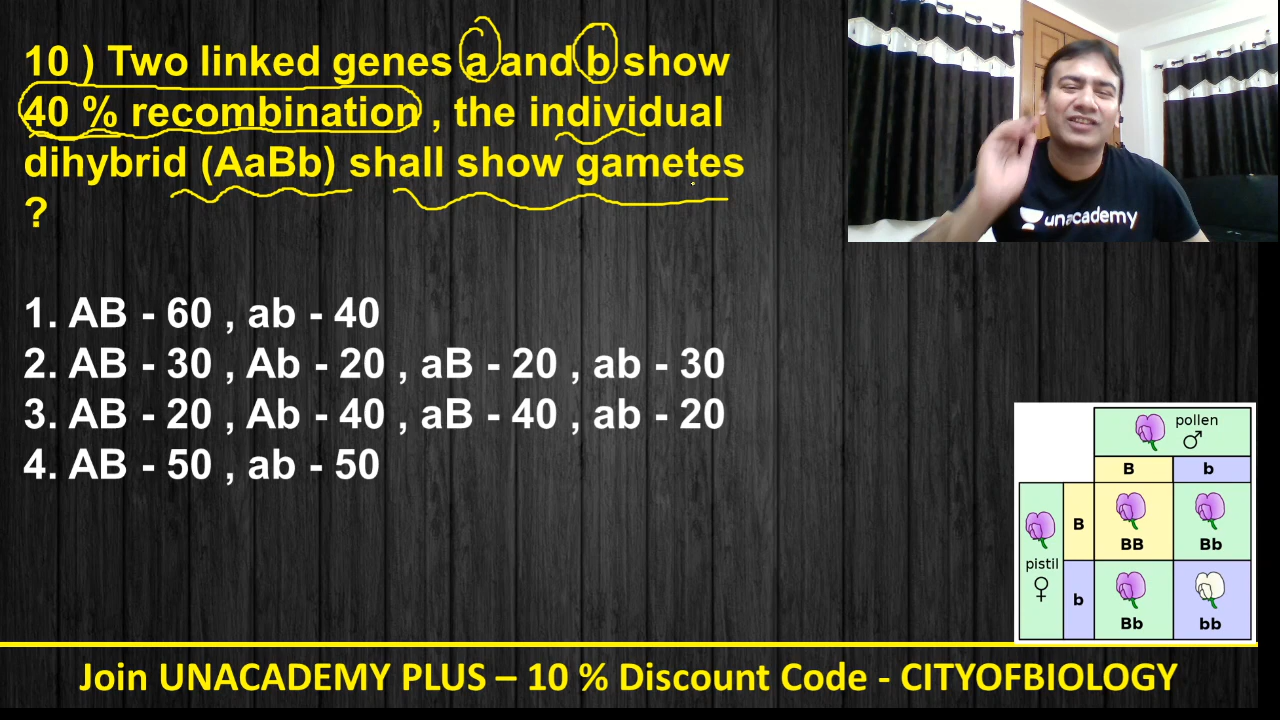 10 ) Two linked genes a and b show
40 % recombination , the individual
dihybrid (AaBb) shall show gametes
?
1. AB - 60 , ab - 40
2. AB - 30 , Ab - 20 , aB - 20 , ab - 30
3. AB - 20 , Ab - 40 , aB - 40 , ab - 20
4. AB - 50 , ab - 50
unacademy
pollen
♂
B b
B
BB Bb
pistil
♀
b
Bb bb
Join UNACADEMY PLUS – 10 % Discount Code - CITYOFBIOLOGY